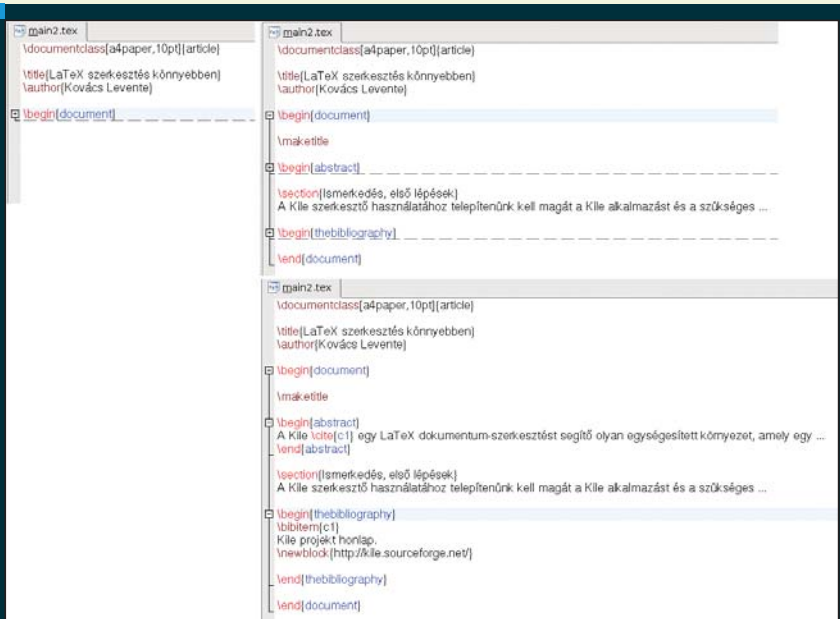 main2.tex
\documentclass[a4paper,10pt]{article}
\title{LaTeX szerkesztés könnyebben}
\author{Kovács Levente}
\begin{document}
main2.tex
\documentclass[a4paper,10pt]{article}
\title{LaTeX szerkesztés könnyebben}
\author{Kovács Levente}
\begin{document}
\maketitle
\begin{abstract}
\section{Ismerkedés, első lépések}
A Kile szerkesztő használatához telepítenünk kell magát a Kile alkalmazást és a szükséges ...
\begin{thebibliography}
\end{document}
main2.tex
\documentclass[a4paper,10pt]{article}
\title{LaTeX szerkesztés könnyebben}
\author{Kovács Levente}
\begin{document}
\maketitle
\begin{abstract}
A Kile \cite{c1} egy LaTeX dokumentum-szerkesztést segítő olyan egységesített környezet, amely egy ...
\end{abstract}
\section{Ismerkedés, első lépések}
A Kile szerkesztő használatához telepítenünk kell magát a Kile alkalmazást és a szükséges ...
\begin{thebibliography}
\bibitem{c1}
Kile projekt honlap.
\newblock{http://kile.sourceforge.net/}
\end{thebibliography}
\end{document}